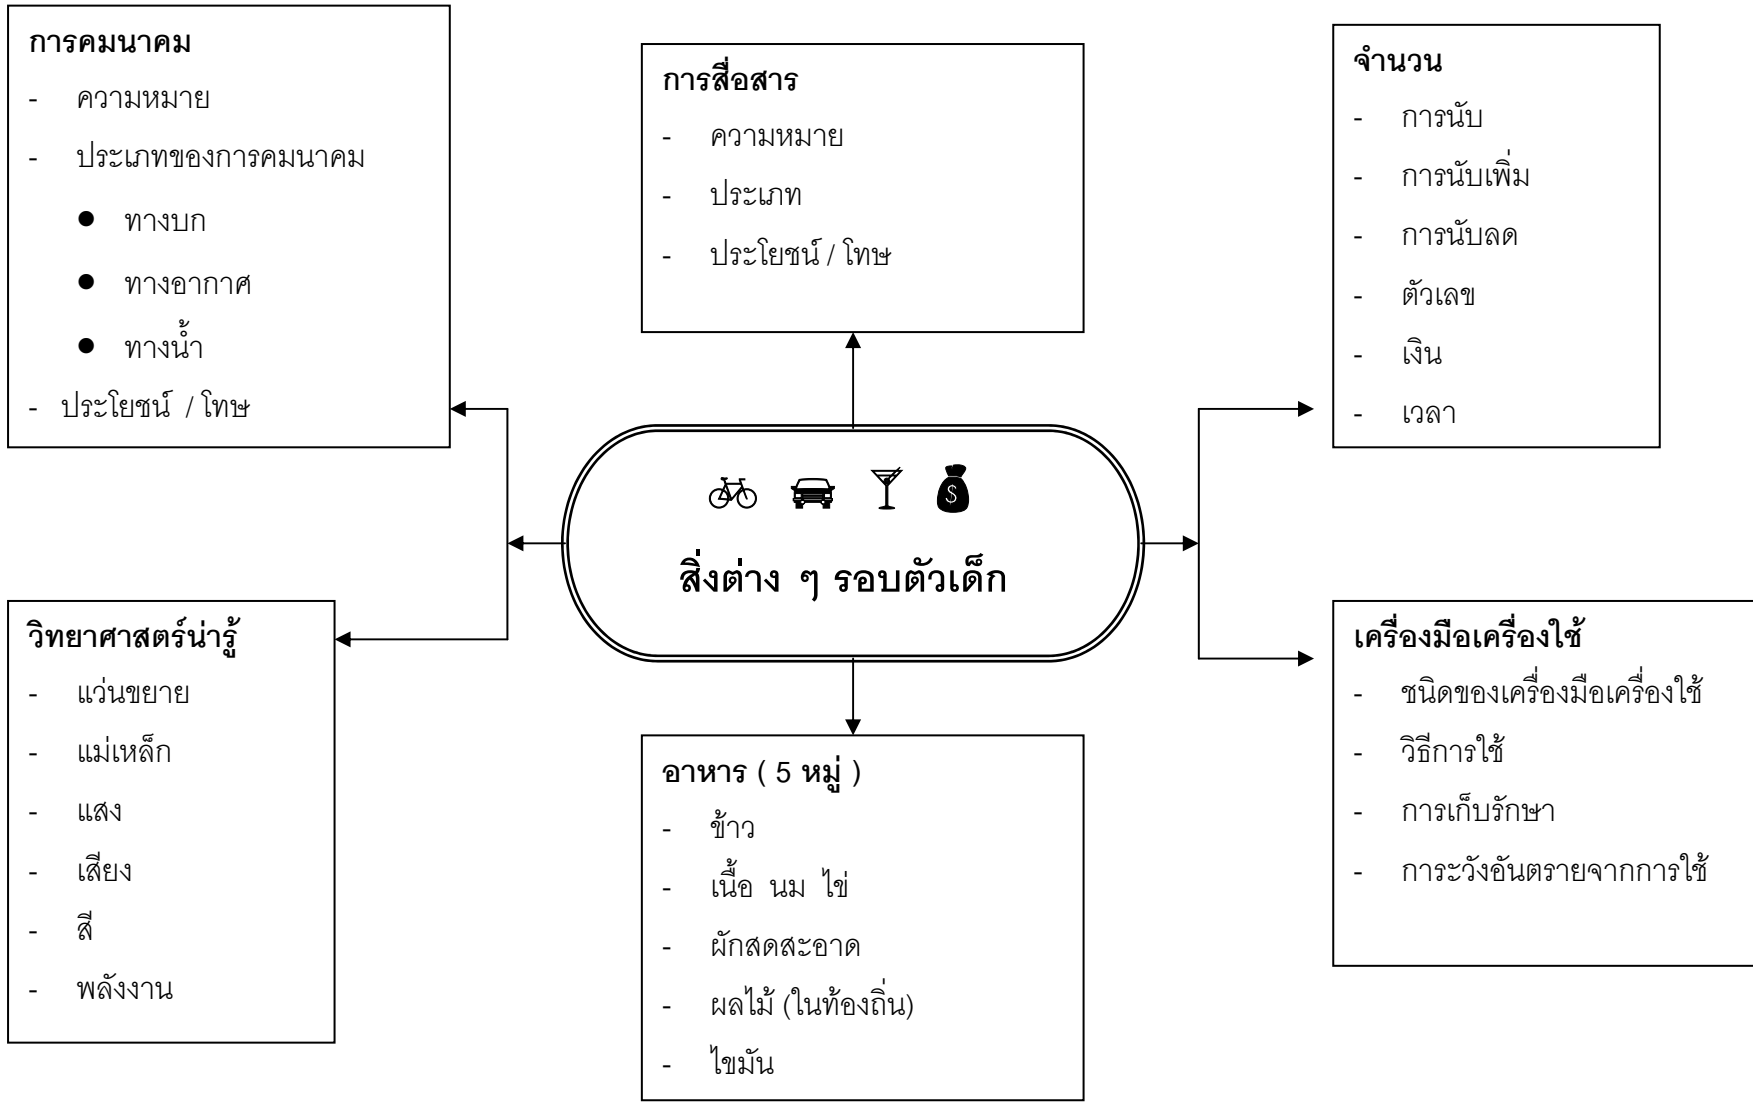 การคมนาคม
- ความหมาย
- ประเภทของการคมนาคม
● ทางบก
● ทางอากาศ
● ทางน้ำ
- ประโยชน์ / โทษ
การสื่อสาร
- ความหมาย
- ประเภท
- ประโยชน์ / โทษ
จำนวน
- การนับ
- การนับเพิ่ม
- การนับลด
- ตัวเลข
- เงิน
- เวลา
สิ่งต่าง ๆ รอบตัวเด็ก
วิทยาศาสตร์น่ารู้
- แว่นขยาย
- แม่เหล็ก
- แสง
- เสียง
- สี
- พลังงาน
อาหาร ( 5 หมู่ )
- ข้าว
- เนื้อ นม ไข่
- ผักสดสะอาด
- ผลไม้ (ในท้องถิ่น)
- ไขมัน
เครื่องมือเครื่องใช้
- ชนิดของเครื่องมือเครื่องใช้
- วิธีการใช้
- การเก็บรักษา
- การะวังอันตรายจากการใช้